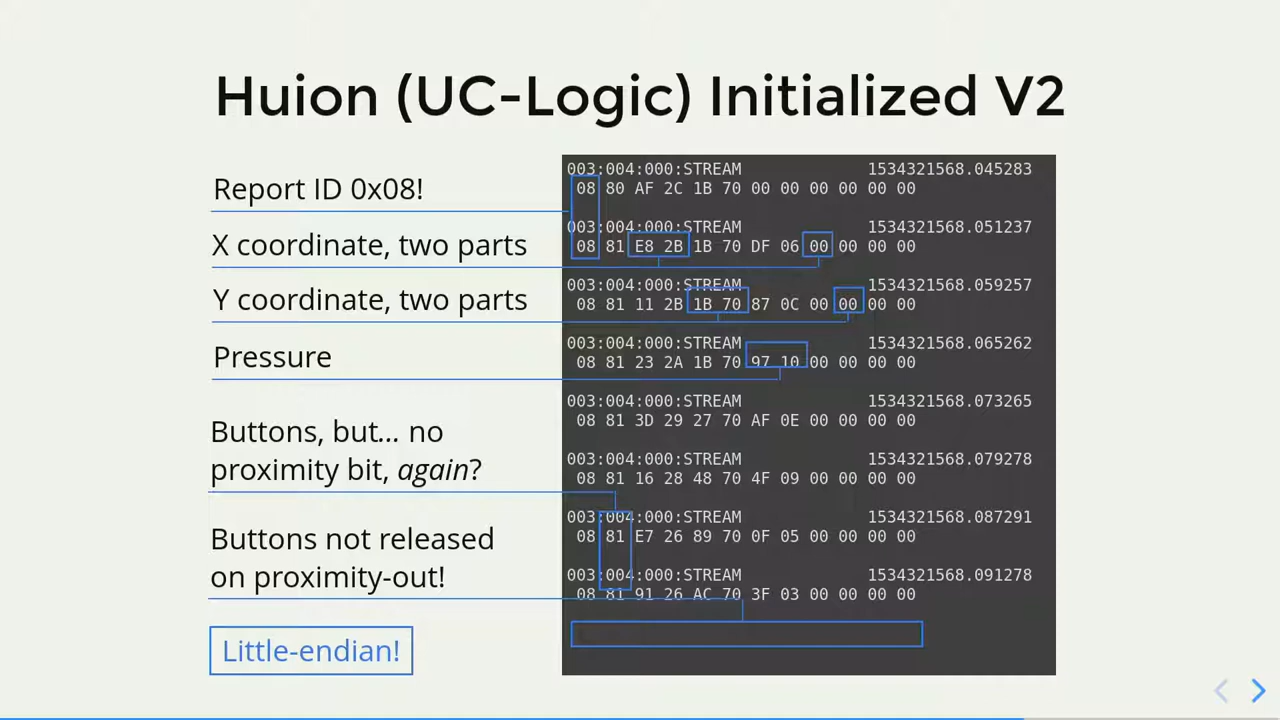 Huion (UC-Logic) Initialized V2
Report ID 0x08!
X coordinate, two parts
Y coordinate, two parts
Pressure
Buttons, but... no
proximity bit, again?
Buttons not released
on proximity-out!
Little-endian!
003:004:000:STREAM 1534321568.045283
08 80 AF 2C 1B 70 00 00 00 00 00 00
003:004:000:STREAM 1534321568.051237
08 81 E8 2B 1B 70 DF 06 00 00 00 00
003:004:000:STREAM 1534321568.059257
08 81 11 2B 1B 70 87 0C 00 00 00 00
003:004:000:STREAM 1534321568.065262
08 81 23 2A 1B 70 97 10 00 00 00 00
003:004:000:STREAM 1534321568.073265
08 81 3D 29 27 70 AF 0E 00 00 00 00
003:004:000:STREAM 1534321568.079278
08 81 16 28 48 70 4F 09 00 00 00 00
003:004:000:STREAM 1534321568.087291
08 81 E7 26 89 70 0F 05 00 00 00 00
003:004:000:STREAM 1534321568.091278
08 81 91 26 AC 70 3F 03 00 00 00 00